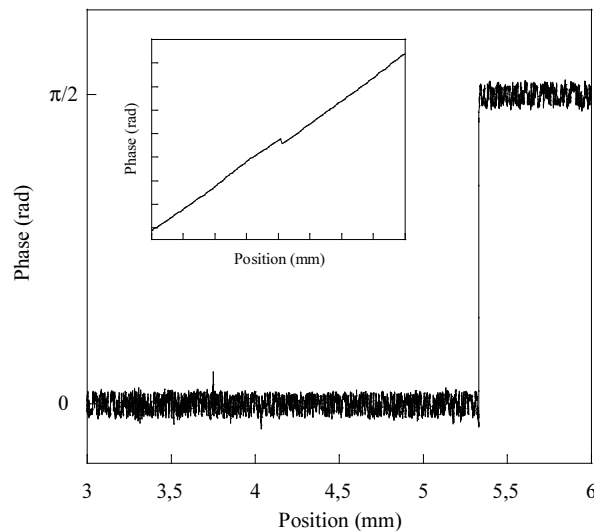 π/2
Phase (rad)
0
3 3,5 4 4,5 5 5,5 6
Position (mm)
Phase (rad)
Position (mm)